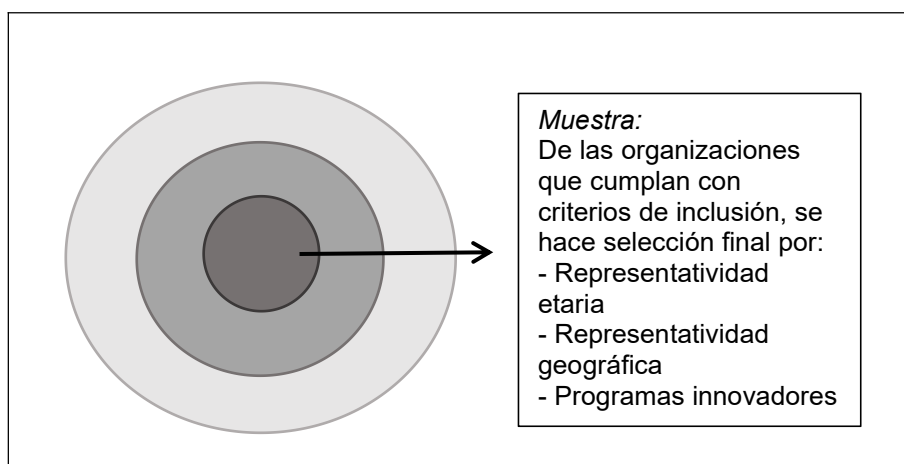 Muestra:
De las organizaciones
que cumplan con
criterios de inclusión, se
hace selección final por:
- Representatividad
etaria
- Representatividad
geográfica
- Programas innovadores